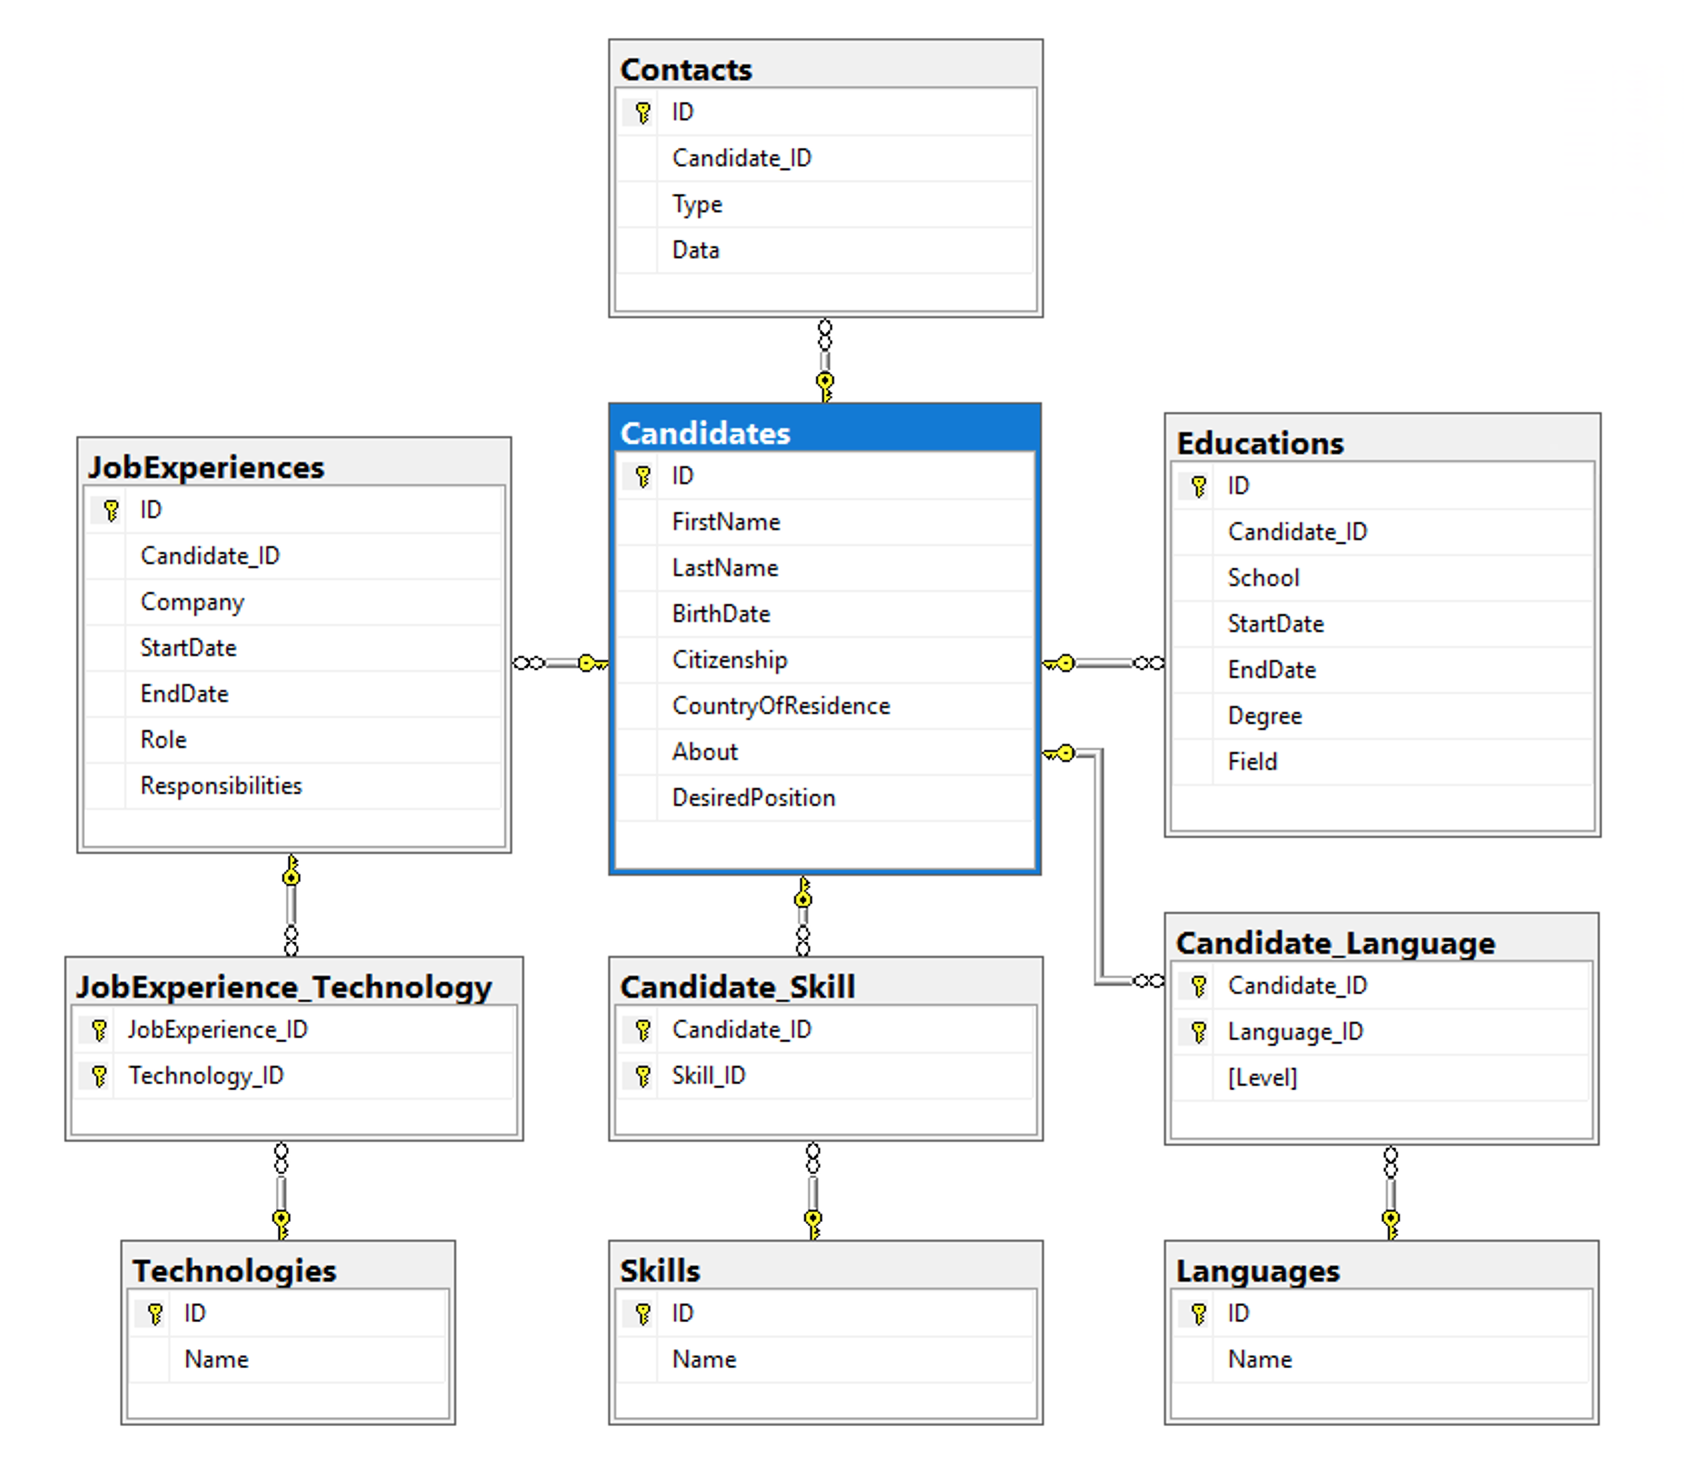 Contacts
ID
Candidate_ID
Type
Data
JobExperiences
ID
Candidate_ID
Company
StartDate
EndDate
Role
Responsibilities
Candidates
ID
FirstName
LastName
BirthDate
Citizenship
CountryOfResidence
About
DesiredPosition
Educations
ID
Candidate_ID
School
StartDate
EndDate
Degree
Field
JobExperience_Technology
JobExperience_ID
Technology_ID
Candidate_Skill
Candidate_ID
Skill_ID
Candidate_Language
Candidate_ID
Language_ID
[Level]
Technologies
ID
Name
Skills
ID
Name
Languages
ID
Name